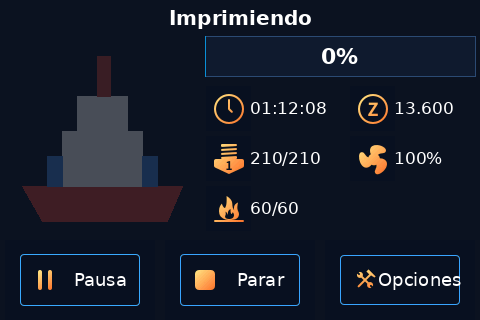 Imprimiendo
0%
01:12:08
Z 13.600
1 210/210
100%
60/60
Pausa
Parar
Opciones